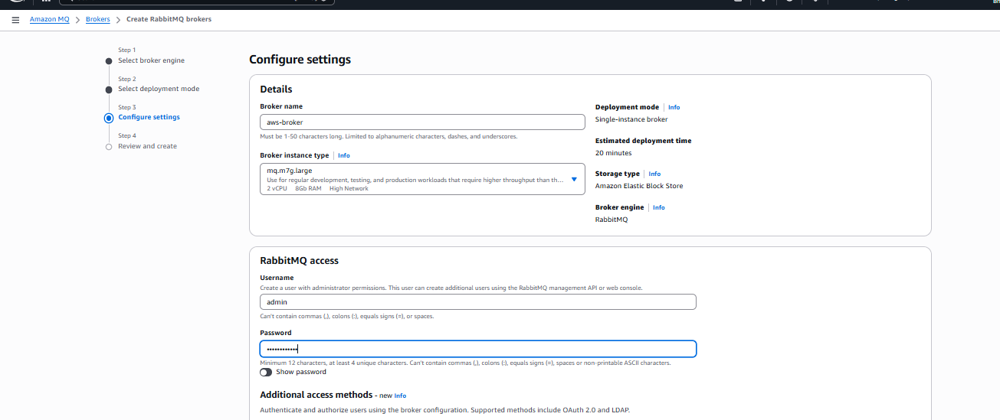 Amazon MQ > Brokers > Create RabbitMQ brokers
Step 1
Select broker engine
Step 2
Select deployment mode
Step 3
Configure settings
Step 4
Review and create
Configure settings
Details
Broker name
aws-broker
Must be 1-50 characters long. Limited to alphanumeric characters, dashes, and underscores.
Broker instance type Info
mq.m7g.large
Use for regular development, testing, and production workloads that require higher throughput than th...
2 vCPU 8Gb RAM High Network
Deployment mode Info
Single-instance broker
Estimated deployment time
20 minutes
Storage type Info
Amazon Elastic Block Store
Broker engine Info
RabbitMQ
RabbitMQ access
Username
Create a user with administrator permissions. This user can create additional users using the RabbitMQ management API or web console.
admin
Can't contain commas (,), colons (:), equals signs (=), or spaces.
Password
••••••••••••
Minimum 12 characters, at least 4 unique characters. Can't contain commas (,), colons (:), equals signs (=), spaces or non-printable ASCII characters.
Show password
Additional access methods - new Info
Authenticate and authorize users using the broker configuration. Supported methods include OAuth 2.0 and LDAP.